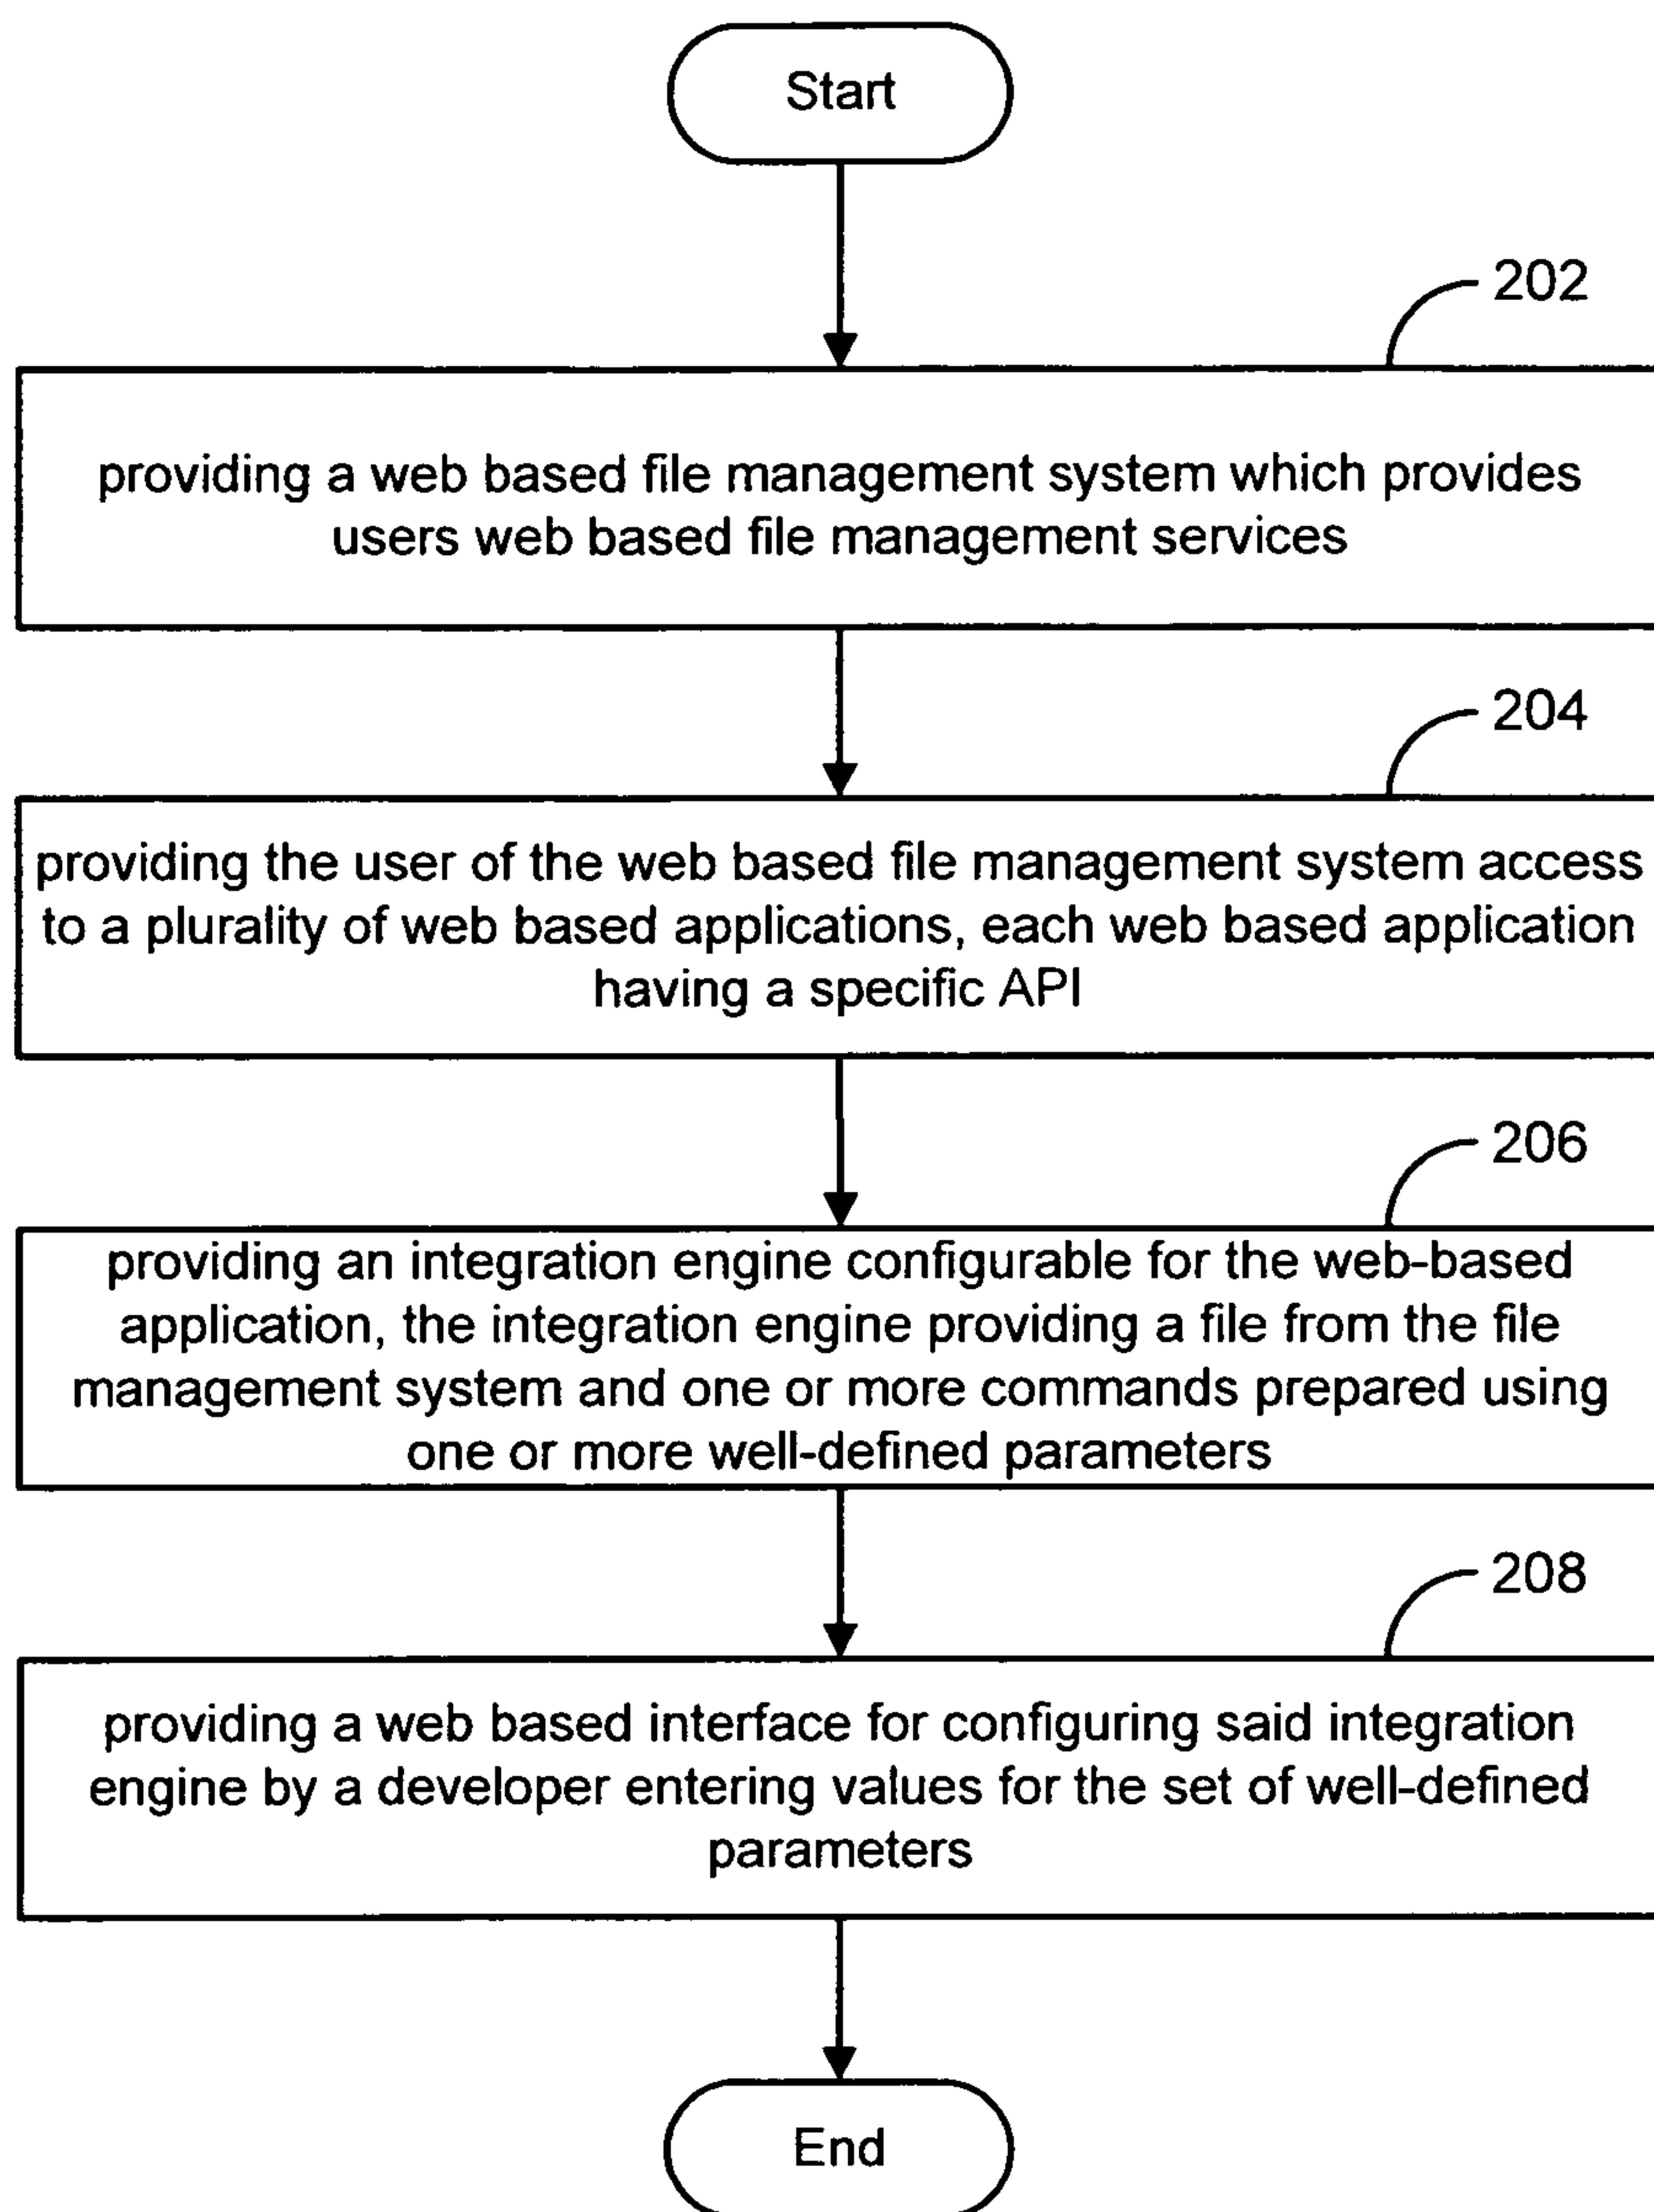 Start
202
providing a web based file management system which provides
users web based file management services
204
providing the user of the web based file management system access
to a plurality of web based applications, each web based application
having a specific API
206
providing an integration engine configurable for the web-based
application, the integration engine providing a file from the file
management system and one or more commands prepared using
one or more well-defined parameters
208
providing a web based interface for configuring said integration
engine by a developer entering values for the set of well-defined
parameters
End